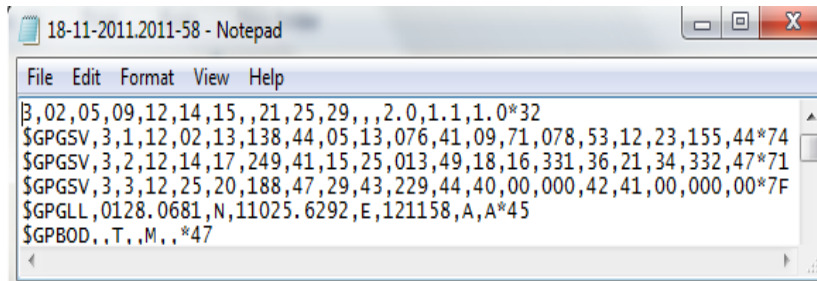 18-11-2011.2011-58 - Notepad
File Edit Format View Help
3,02,05,09,12,14,15,,21,25,29,,,2.0,1.1,1.0*32
$GPGSV,3,1,12,02,13,138,44,05,13,076,41,09,71,078,53,12,23,155,44*74
$GPGSV,3,2,12,14,17,249,41,15,25,013,49,18,16,331,36,21,34,332,47*71
$GPGSV,3,3,12,25,20,188,47,29,43,229,44,40,00,000,42,41,00,000,00*7F
$GPGLL,0128.0681,N,11025.6292,E,121158,A,A*45
$GPBOD,,T,,M,,*47